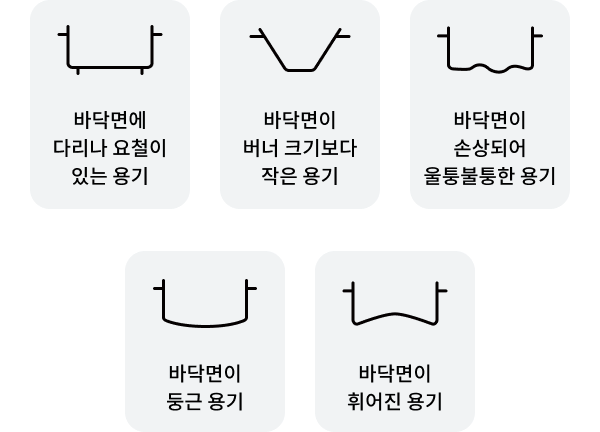 바닥면에
다리나 요철이
있는 용기
바닥면이
버너 크기보다
작은 용기
바닥면이
손상되어
울퉁불퉁한 용기
바닥면이
둥근 용기
바닥면이
휘어진 용기